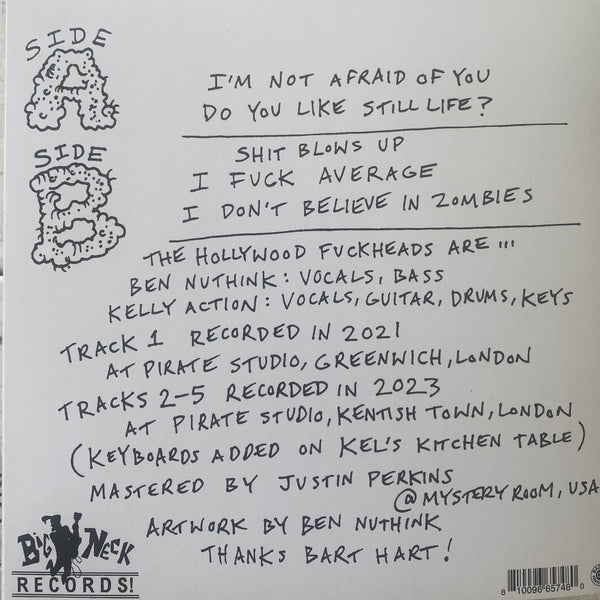 SIDE
A
I'M NOT AFRAID OF YOU
DO YOU LIKE STILL LIFE?
SIDE
B
SHIT BLOWS UP
I FUCK AVERAGE
I DON'T BELIEVE IN ZOMBIES
THE HOLLYWOOD FUCKHEADS ARE ...
BEN NUTHINK: VOCALS, BASS
KELLY ACTION: VOCALS, GUITAR, DRUMS, KEYS
TRACK 1 RECORDED IN 2021
AT PIRATE STUDIO, GREENWICH, LONDON
TRACKS 2-5 RECORDED IN 2023
AT PIRATE STUDIO, KENTISH TOWN, LONDON
(KEYBOARDS ADDED ON KEL'S KITCHEN TABLE)
MASTERED BY JUSTIN PERKINS
@ MYSTERY ROOM, USA
ARTWORK BY BEN NUTHINK
THANKS BART HART!
BIG NECK
RECORDS!
8 10096 65748 0